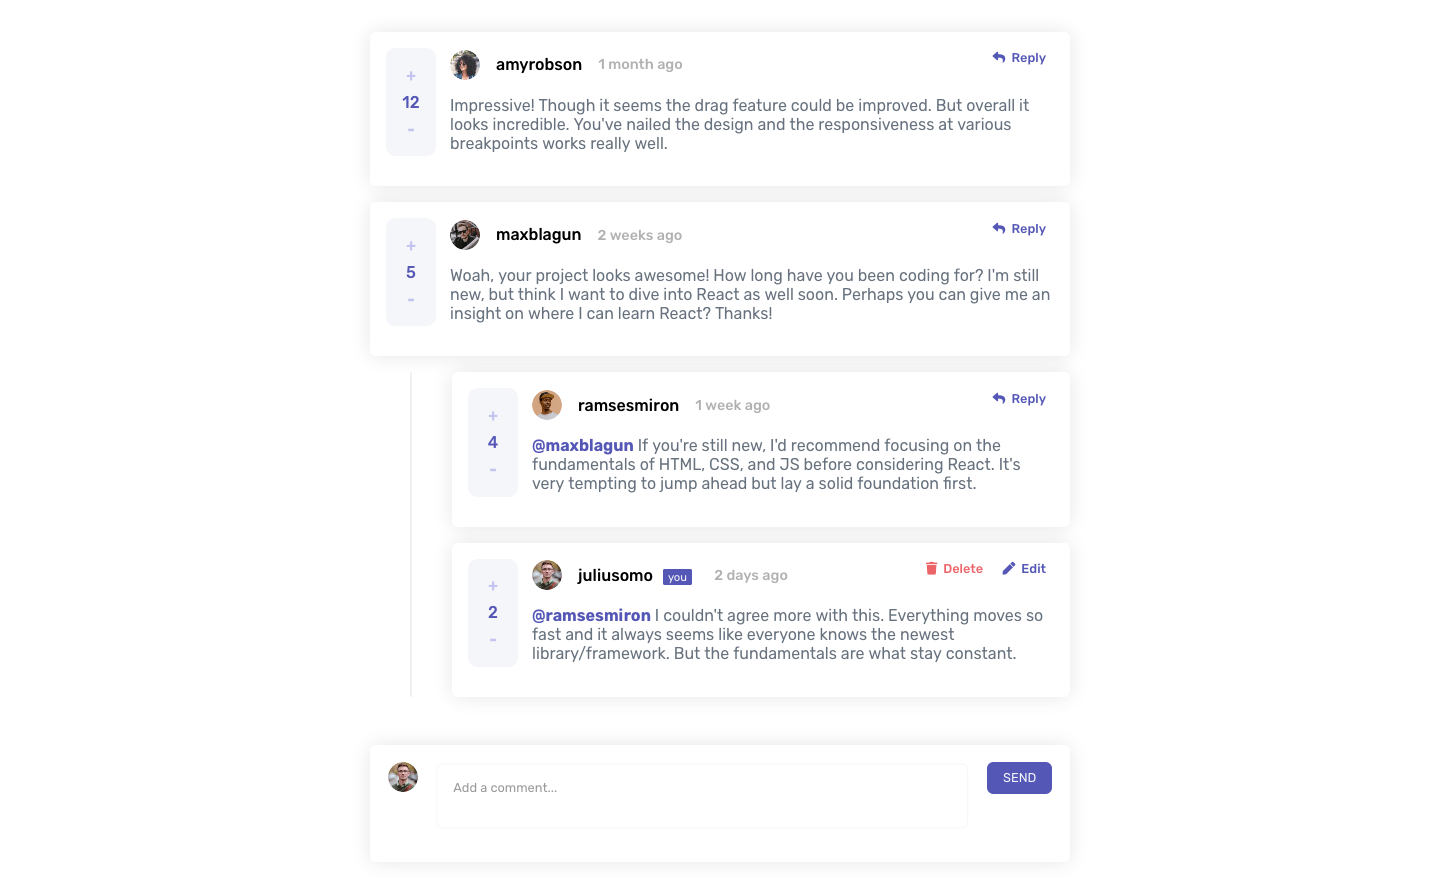 +
12
-
amyrobson 1 month ago
Reply
Impressive! Though it seems the drag feature could be improved. But overall it
looks incredible. You've nailed the design and the responsiveness at various
breakpoints works really well.
+
5
-
maxblagun 2 weeks ago
Reply
Woah, your project looks awesome! How long have you been coding for? I'm still
new, but think I want to dive into React as well soon. Perhaps you can give me an
insight on where I can learn React? Thanks!
+
4
-
ramsesmiron 1 week ago
Reply
@maxblagun If you're still new, I'd recommend focusing on the
fundamentals of HTML, CSS, and JS before considering React. It's
very tempting to jump ahead but lay a solid foundation first.
+
2
-
juliusomo you 2 days ago
Delete Edit
@ramsesmiron I couldn't agree more with this. Everything moves so
fast and it always seems like everyone knows the newest
library/framework. But the fundamentals are what stay constant.
Add a comment...
SEND